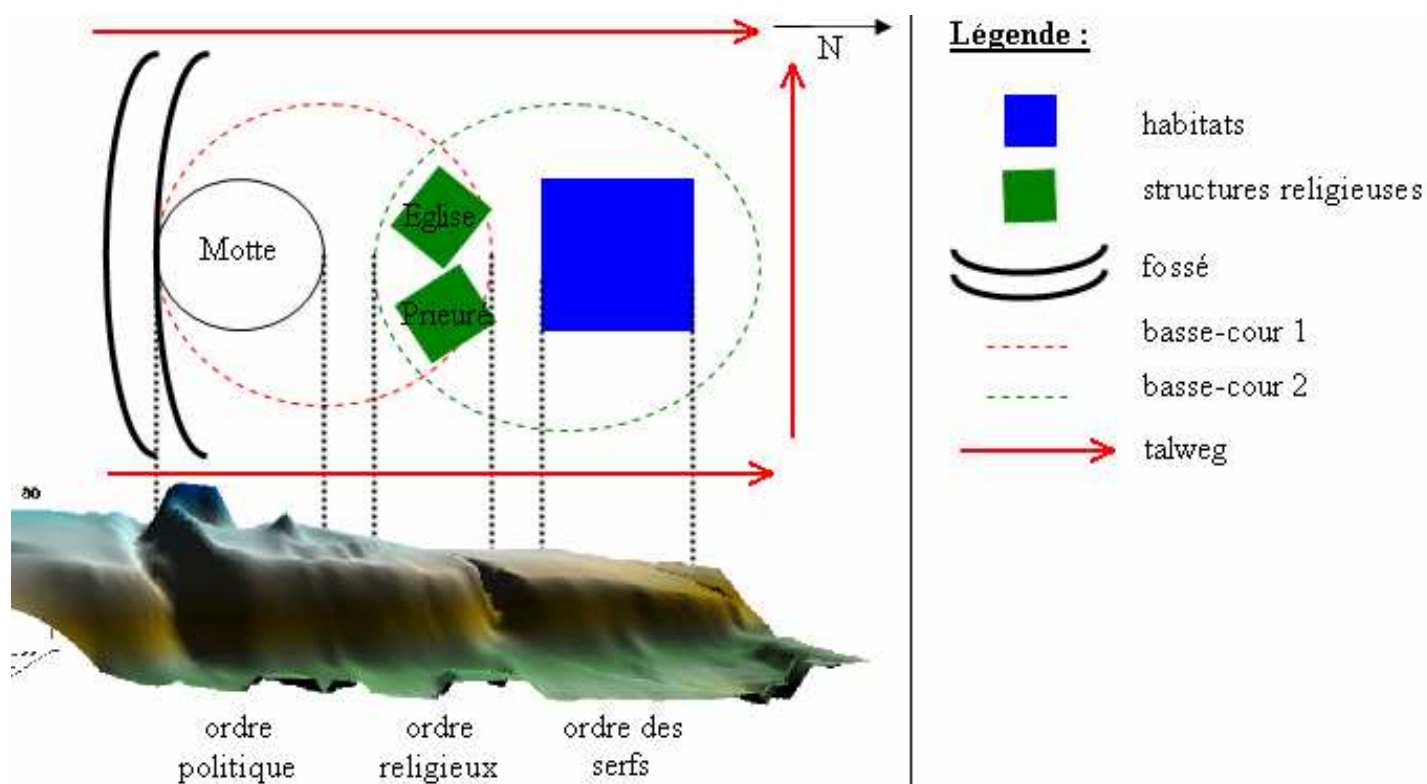 N
Motte
Eglise
Prieuré
80
ordre
politique
ordre
religieux
ordre des
serfs
Légende :
habitats
structures religieuses
fossé
basse-cour 1
basse-cour 2
talweg